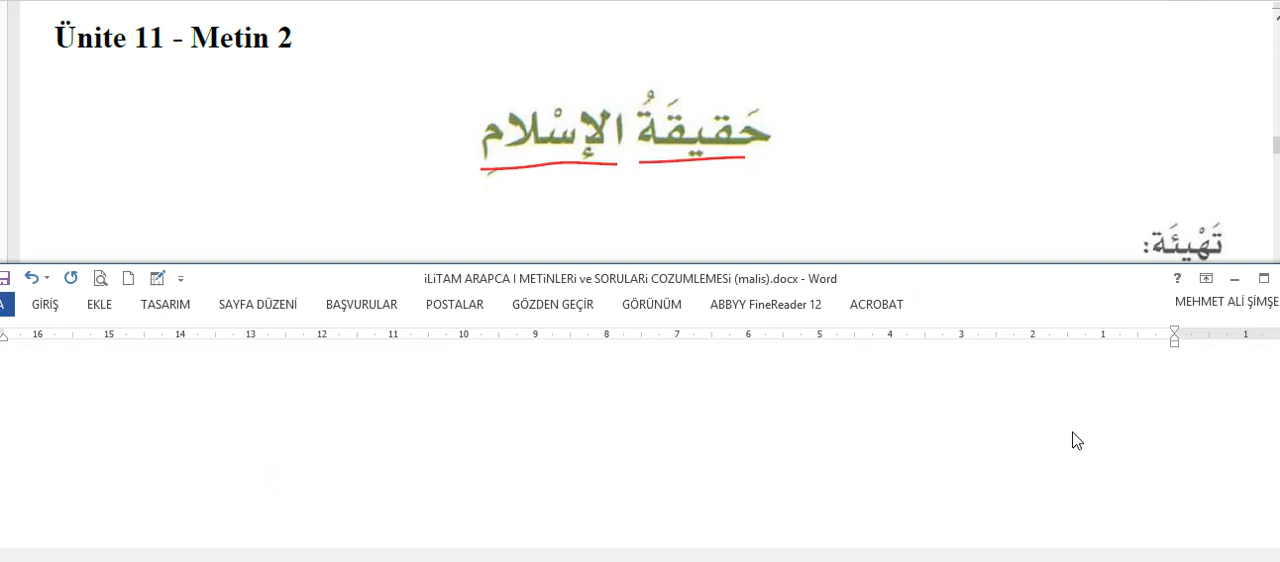 Ünite 11 - Metin 2
حَقيقَةُ الإِسْلامِ
تَهْيِئَة:
iLiTAM ARAPCA I METiNLERi ve SORULARi COZUMLEMESi (malis).docx - Word
?
GİRİŞ EKLE TASARIM SAYFA DÜZENİ BAŞVURULAR POSTALAR GÖZDEN GEÇİR GÖRÜNÜM ABBYY FineReader 12 ACROBAT MEHMET ALİ ŞİMŞE
16 15 14 13 12 11 10 9 8 7 6 5 4 3 2 1 1